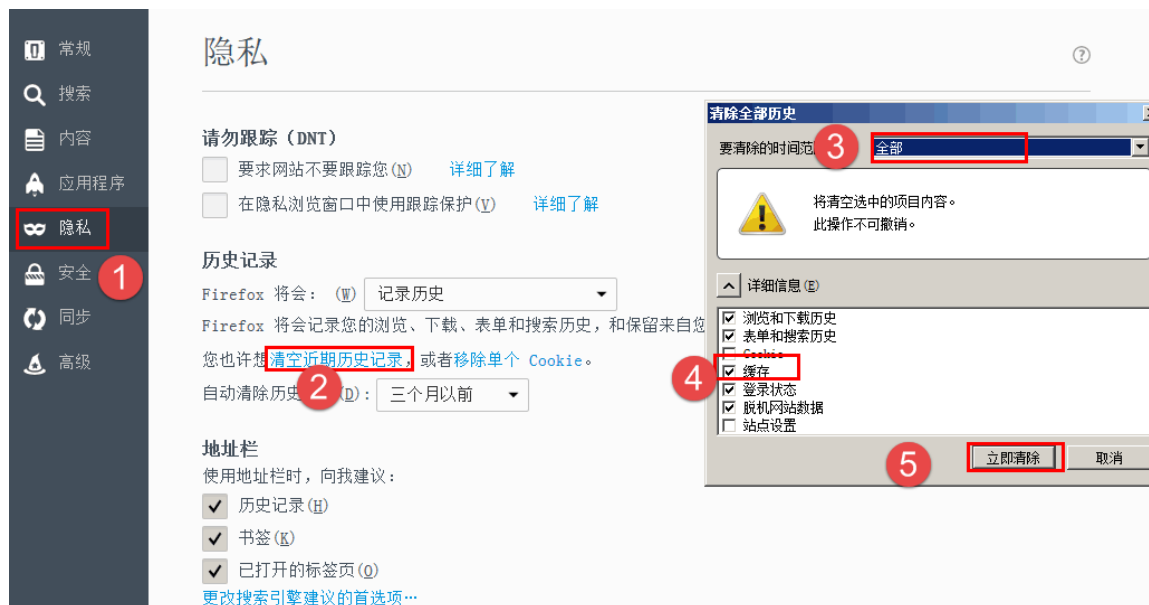 常规
搜索
内容
应用程序
隐私
安全
同步
高级
1
隐私
?
请勿跟踪（DNT）
要求网站不要跟踪您(N) 详细了解
在隐私浏览窗口中使用跟踪保护(V) 详细了解
历史记录
Firefox 将会： (W) 记录历史
Firefox 将会记录您的浏览、下载、表单和搜索历史，和保留来自您
您也许想清空近期历史记录，或者移除单个 Cookie。
2
自动清除历史 (D): 三个月以前
地址栏
使用地址栏时，向我建议：
历史记录(H)
书签(K)
已打开的标签页(O)
更改搜索引擎建议的首选项…
清除全部历史
要清除的时间范 3 全部
将清空选中的项目内容。
此操作不可撤销。
详细信息(E)
浏览和下载历史
表单和搜索历史
Cookie
4
缓存
登录状态
脱机网站数据
站点设置
5
立即清除 取消